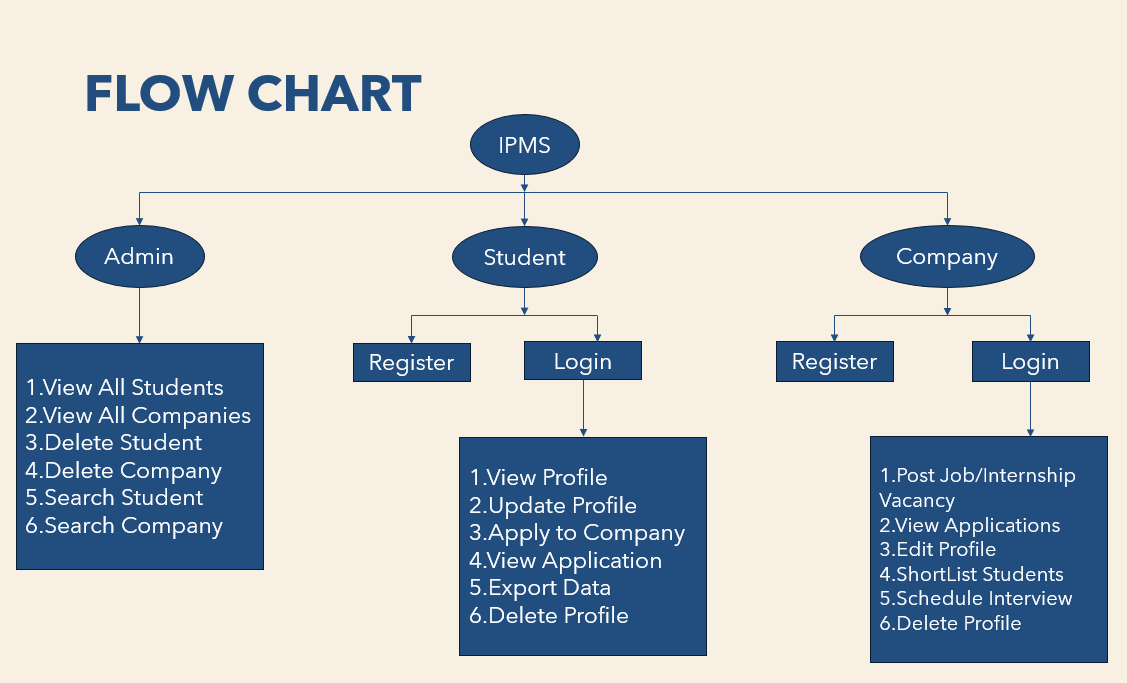 FLOW CHART
IPMS
Admin
Student
Company
Register
Login
Register
Login
1.View All Students
2.View All Companies
3.Delete Student
4.Delete Company
5.Search Student
6.Search Company
1.View Profile
2.Update Profile
3.Apply to Company
4.View Application
5.Export Data
6.Delete Profile
1.Post Job/Internship
Vacancy
2.View Applications
3.Edit Profile
4.ShortList Students
5.Schedule Interview
6.Delete Profile